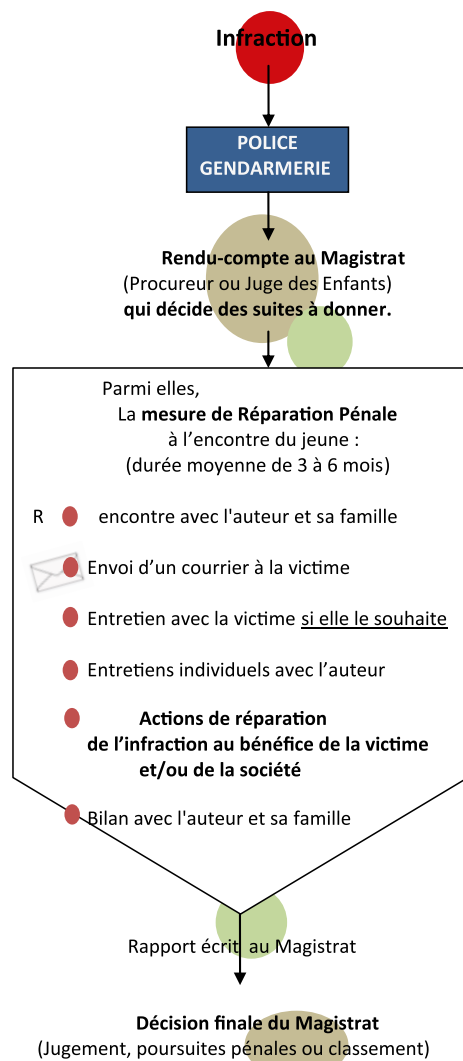 Infraction
POLICE
GENDARMERIE
Rendu-compte au Magistrat
(Procureur ou Juge des Enfants)
qui décide des suites à donner.
Parmi elles,
La mesure de Réparation Pénale
à l'encontre du jeune :
(durée moyenne de 3 à 6 mois)
R encontre avec l'auteur et sa famille
Envoi d'un courrier à la victime
Entretien avec la victime si elle le souhaite
Entretiens individuels avec l'auteur
Actions de réparation
de l'infraction au bénéfice de la victime
et/ou de la société
Bilan avec l'auteur et sa famille
Rapport écrit au Magistrat
Décision finale du Magistrat
(Jugement, poursuites pénales ou classement)